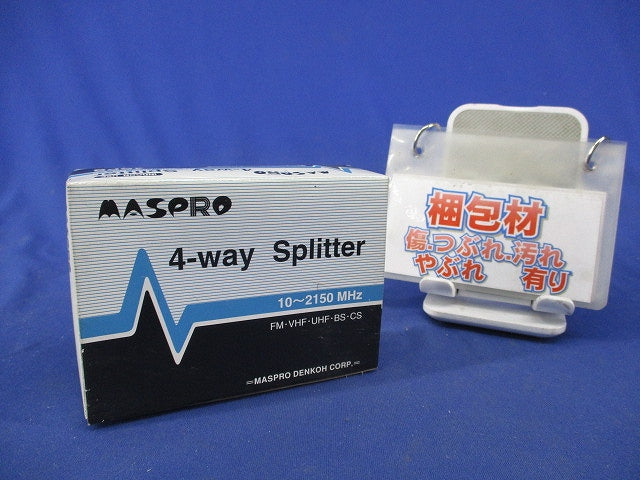 MASPRO
4-way Splitter
10～2150 MHz
FM·VHF·UHF·BS·CS
=MASPRO DENKOH CORP.=
梱包材
傷、つぶれ、汚れ
やぶれ 有り